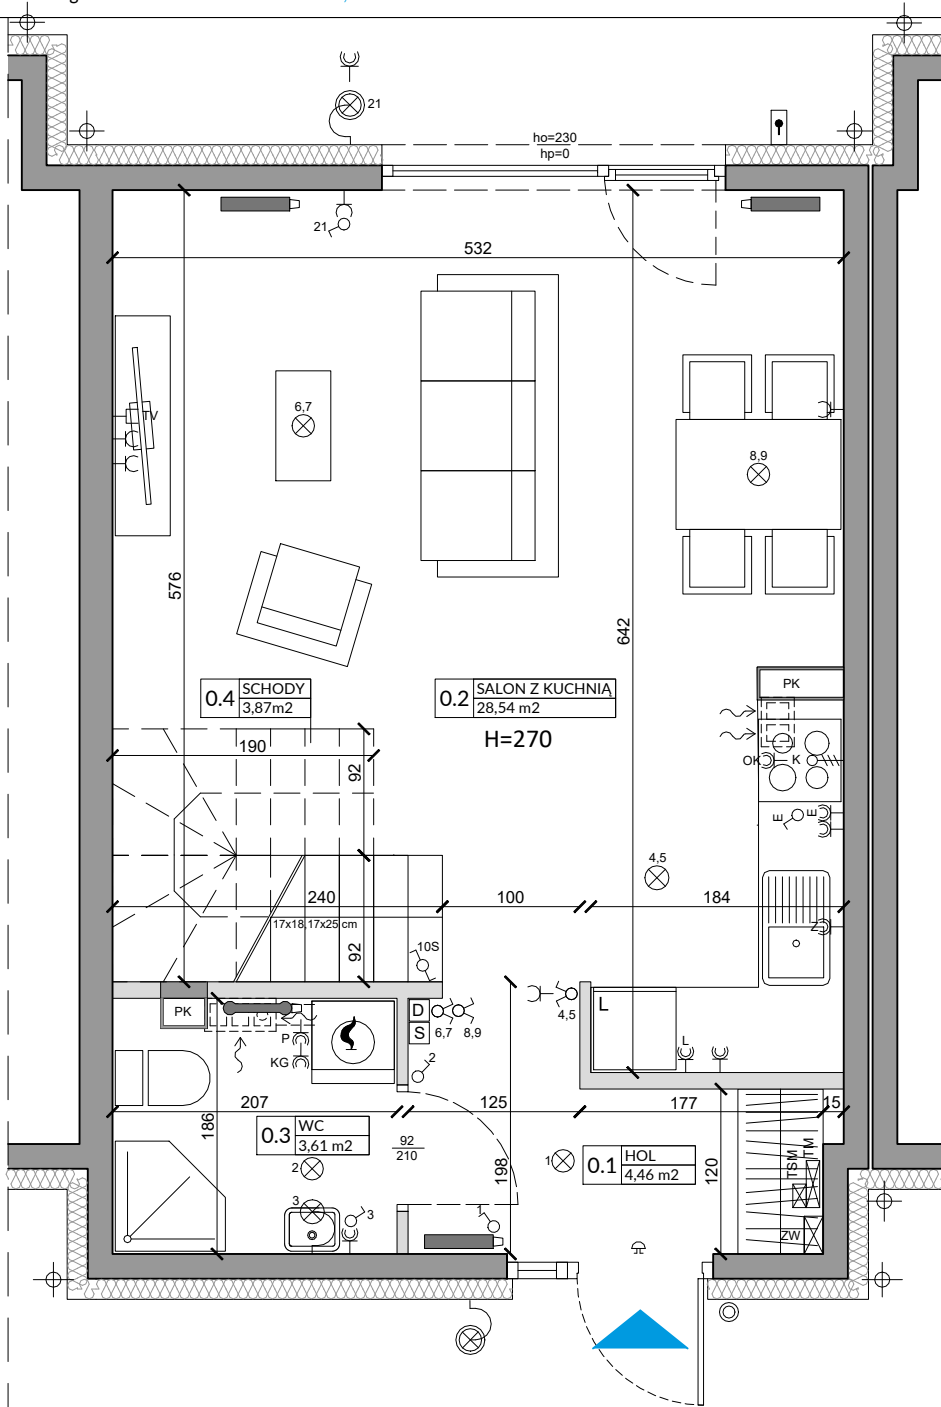 21
ho=230
hp=0
21
532
TV
6,7
8,9
576
642
0.4 SCHODY
3,87m2
0.2 SALON Z KUCHNIĄ
28,54 m2
H=270
PK
190
92
OK
K
E
E
4,5
240
100
184
17x18,17x25 cm
92
10S
Z
PK
D
S
6,7
8,9
4,5
L
P
KG
L
2
207
125
177
15
186
0.3 WC
3,61 m2
92
210
198
1
0.1 HOL
4,46 m2
120
TSM
TM
2
3
3
1
ZW